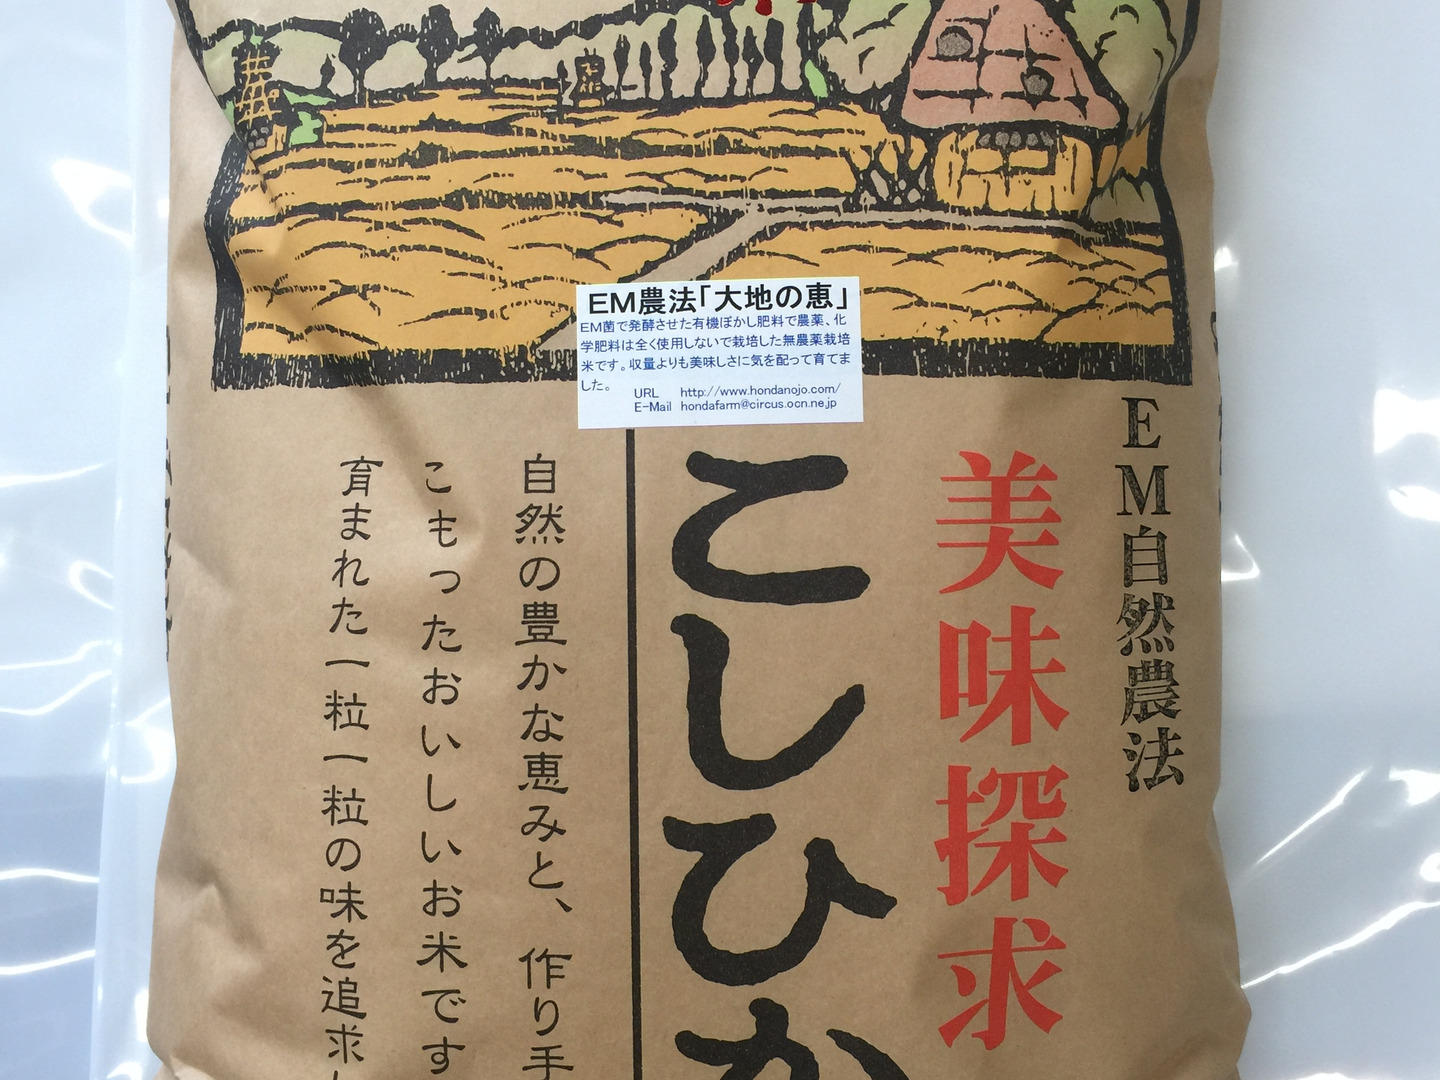 EM農法「大地の恵」
EM菌で発酵させた有機ぼかし肥料で農薬、化
学肥料は全く使用しないで栽培した無農薬栽培
米です。収量よりも美味しさに気を配って育てま
した。
URL http://www.hondanojo.com/
E-Mail hondafarm@circus.ocn.ne.jp
EM自然農法
美味探求
こしひか
自然の豊かな恵みと、作り手
こもったおいしいお米です
育まれた一粒一粒の味を追求し